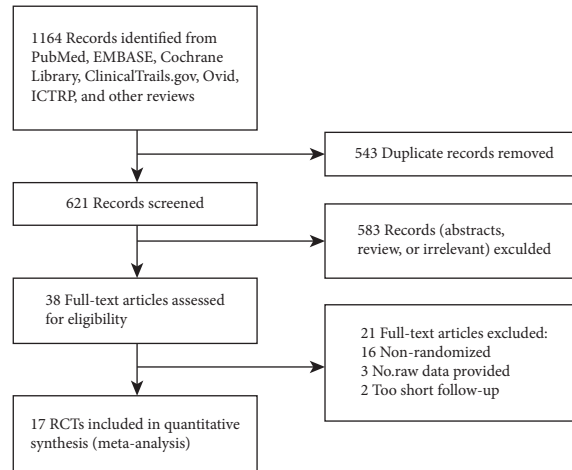 1164 Records identified from
PubMed, EMBASE, Cochrane
Library, ClinicalTrails.gov, Ovid,
ICTRP, and other reviews
543 Duplicate records removed
621 Records screened
583 Records (abstracts,
review, or irrelevant) exculded
38 Full-text articles assessed
for eligibility
21 Full-text articles excluded:
16 Non-randomized
3 No.raw data provided
2 Too short follow-up
17 RCTs included in quantitative
synthesis (meta-analysis)